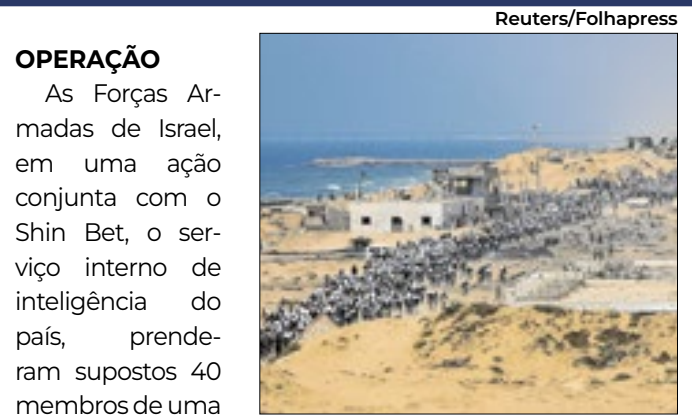 Reuters/Folhapress
OPERAÇÃO
As Forças Ar-
madas de Israel,
em uma ação
conjunta com o
Shin Bet, o ser-
viço interno de
inteligência do
país, prende-
ram supostos 40
membros de uma